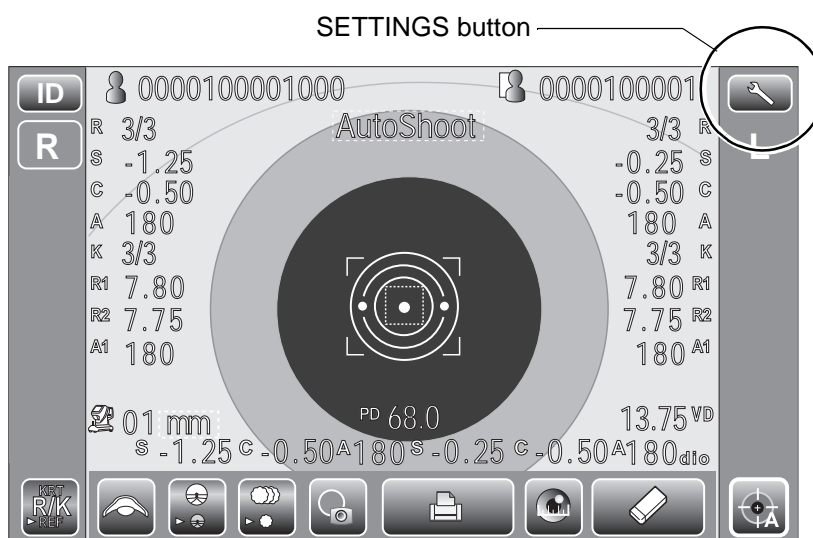 SETTINGS button
ID 0000100001000 00001000010
R R 3/3 AutoShoot 3/3 R L
S -1.25 -0.25 S
C -0.50 -0.50 C
A 180 180 A
K 3/3 3/3 K
R1 7.80 7.80 R1
R2 7.75 7.75 R2
A1 180 180 A1
01 mm PD 68.0 13.75 VD
S -1.25 C -0.50 A 180 S -0.25 C -0.50 A 180 dio
KRT
R/K
►REF
A